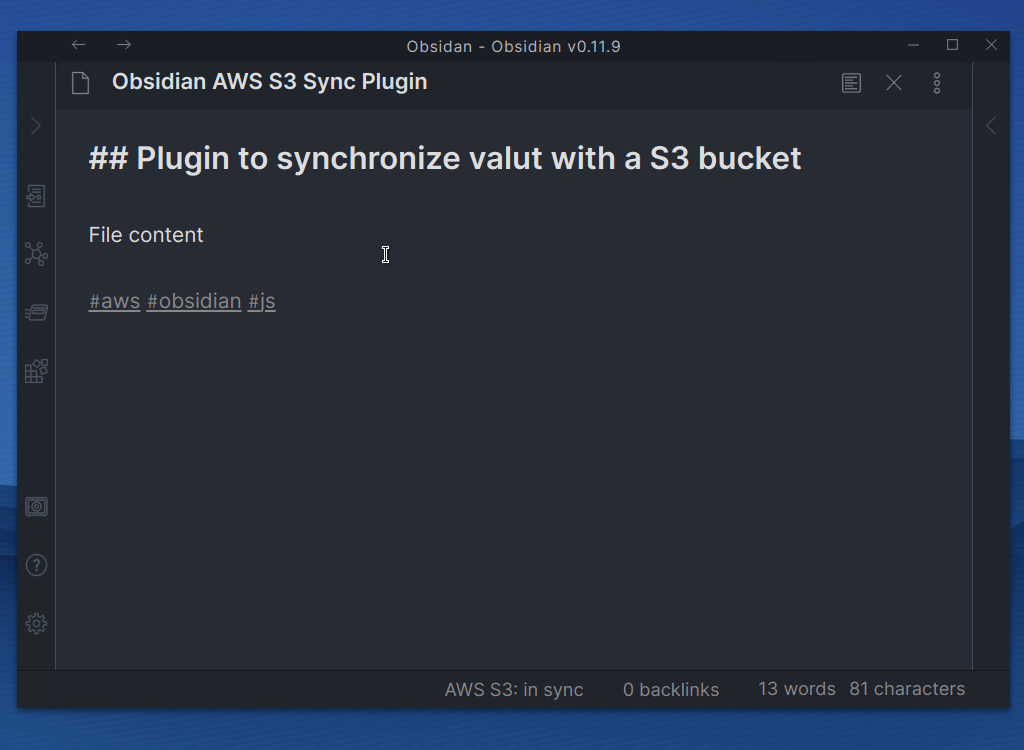 Obsidan - Obsidian v0.11.9
Obsidian AWS S3 Sync Plugin
## Plugin to synchronize valut with a S3 bucket
File content
#aws #obsidian #js
AWS S3: in sync 0 backlinks 13 words 81 characters